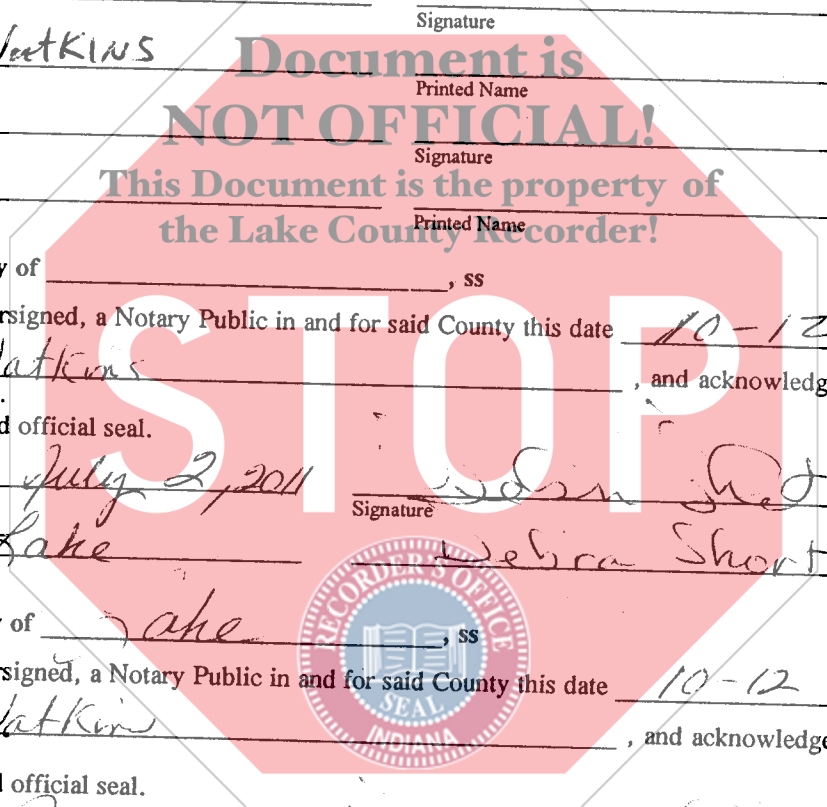 Signature
WatKINS
Document is
Printed Name
NOT OFFICIAL!
Signature
This Document is the property of
Printed Name
the Lake County Recorder!
y of , ss
rsigned, a Notary Public in and for said County this date 10-12
atkins , and acknowledg
STOP
d official seal.
July 2, 2011
Signature
Lake Debra Short
RECORDER'S OFFICE
of Lake , ss
rsigned, a Notary Public in and for said County this date 10-12
SEAL
atkins , and acknowledge
INDIANA
l official seal.